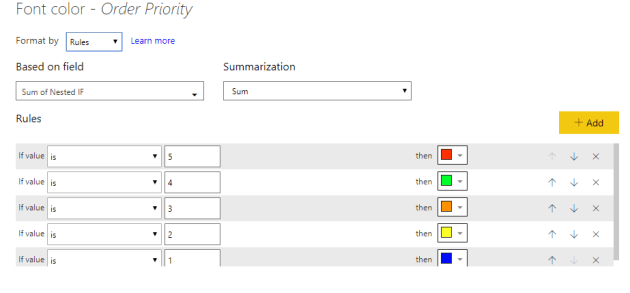 Font color - Order Priority
Format by Rules Learn more
Based on field Summarization
Sum of Nested IF Sum
Rules + Add
If value is 5 then
If value is 4 then
If value is 3 then
If value is 2 then
If value is 1 then